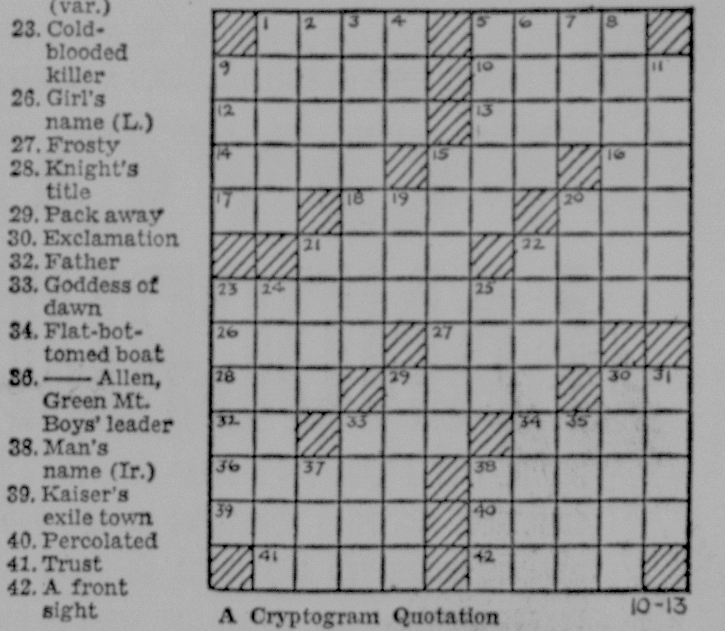 (var.)
23. Cold-
blooded
killer
26. Girl's
name (L.)
27. Frosty
28. Knight's
title
29. Pack away
30. Exclamation
32. Father
33. Goddess of
dawn
34. Flat-bot-
tomed boat
36. —— Allen,
Green Mt.
Boys' leader
38. Man's
name (Ir.)
39. Kaiser's
exile town
40. Percolated
41. Trust
42. A front
sight
1 2 3 4 5 6 7 8
9 10 11
12 13
14 15 16
17 18 19 20
21 22
23 24 25
26 27
28 29 30 31
32 33 34 35
36 37 38
39 40
41 42
10-13
A Cryptogram Quotation